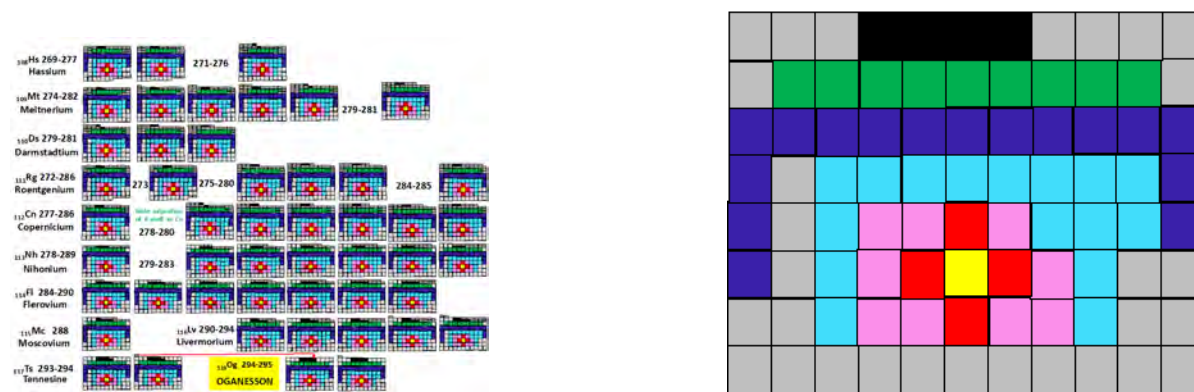 108Hs 269-277 271-276
Hassium
109Mt 274-282 279-281
Meitnerium
110Ds 279-281
Darmstadtium
111Rg 272-286 273 275-280 284-285
Roentgenium
112Cn 277-286
Copernicium 278-280
113Nh 278-289 279-283
Nihonium
114Fl 284-290
Flerovium
115Mc 288 116Lv 290-294
Moscovium Livermorium
117Ts 293-294 118Og 294-295
Tennesine OGANESSON